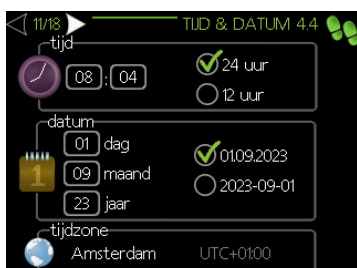 11/18 TIJD & DATUM 4.4
tijd
08 : 04
24 uur
12 uur
datum
01 dag
09 maand
23 jaar
01.09.2023
2023-09-01
1
tijdzone
Amsterdam UTC+01:00